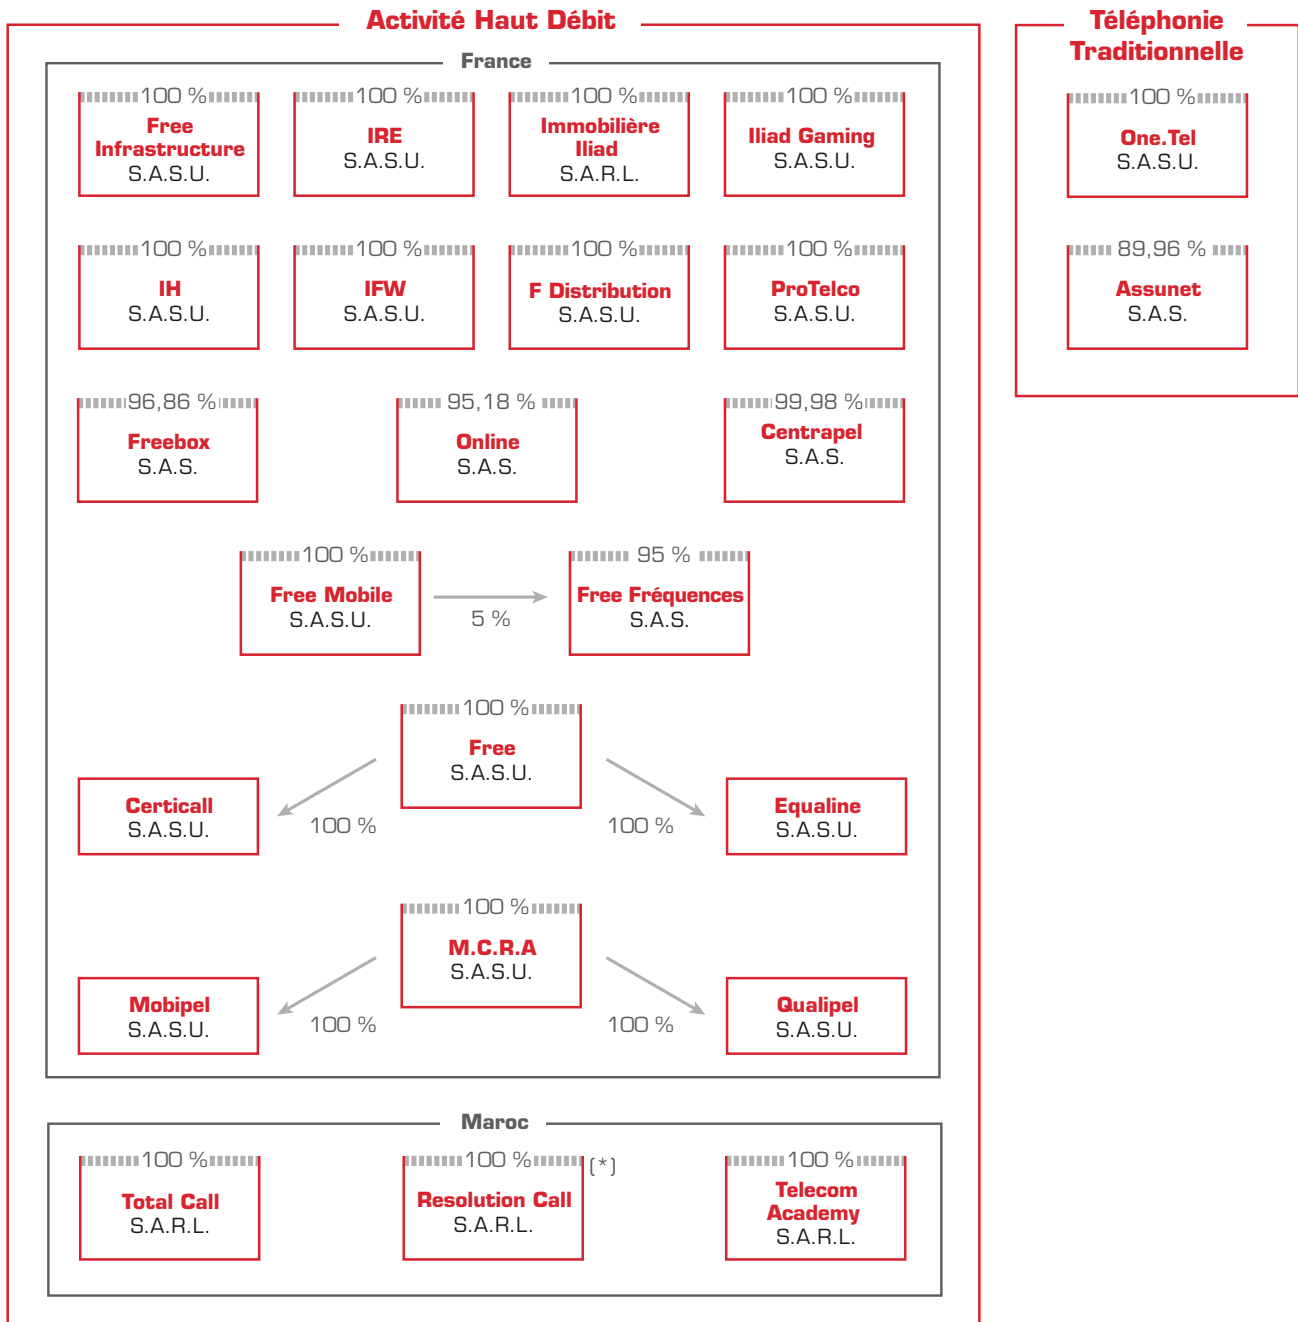 Activité Haut Débit
France
100 %
Free
Infrastructure
S.A.S.U.
100 %
IRE
S.A.S.U.
100 %
Immobilière
Iliad
S.A.R.L.
100 %
Iliad Gaming
S.A.S.U.
100 %
IH
S.A.S.U.
100 %
IFW
S.A.S.U.
100 %
F Distribution
S.A.S.U.
100 %
ProTelco
S.A.S.U.
96,86 %
Freebox
S.A.S.
95,18 %
Online
S.A.S.
99,98 %
Centrapel
S.A.S.
100 %
Free Mobile
S.A.S.U.
5 %
95 %
Free Fréquences
S.A.S.
100 %
Free
S.A.S.U.
100 %
100 %
Certicall
S.A.S.U.
Equaline
S.A.S.U.
100 %
M.C.R.A
S.A.S.U.
100 %
100 %
Mobipel
S.A.S.U.
Qualipel
S.A.S.U.
Maroc
100 %
Total Call
S.A.R.L.
100 % (*)
Resolution Call
S.A.R.L.
100 %
Telecom
Academy
S.A.R.L.
Téléphonie
Traditionnelle
100 %
One.Tel
S.A.S.U.
89,96 %
Assunet
S.A.S.